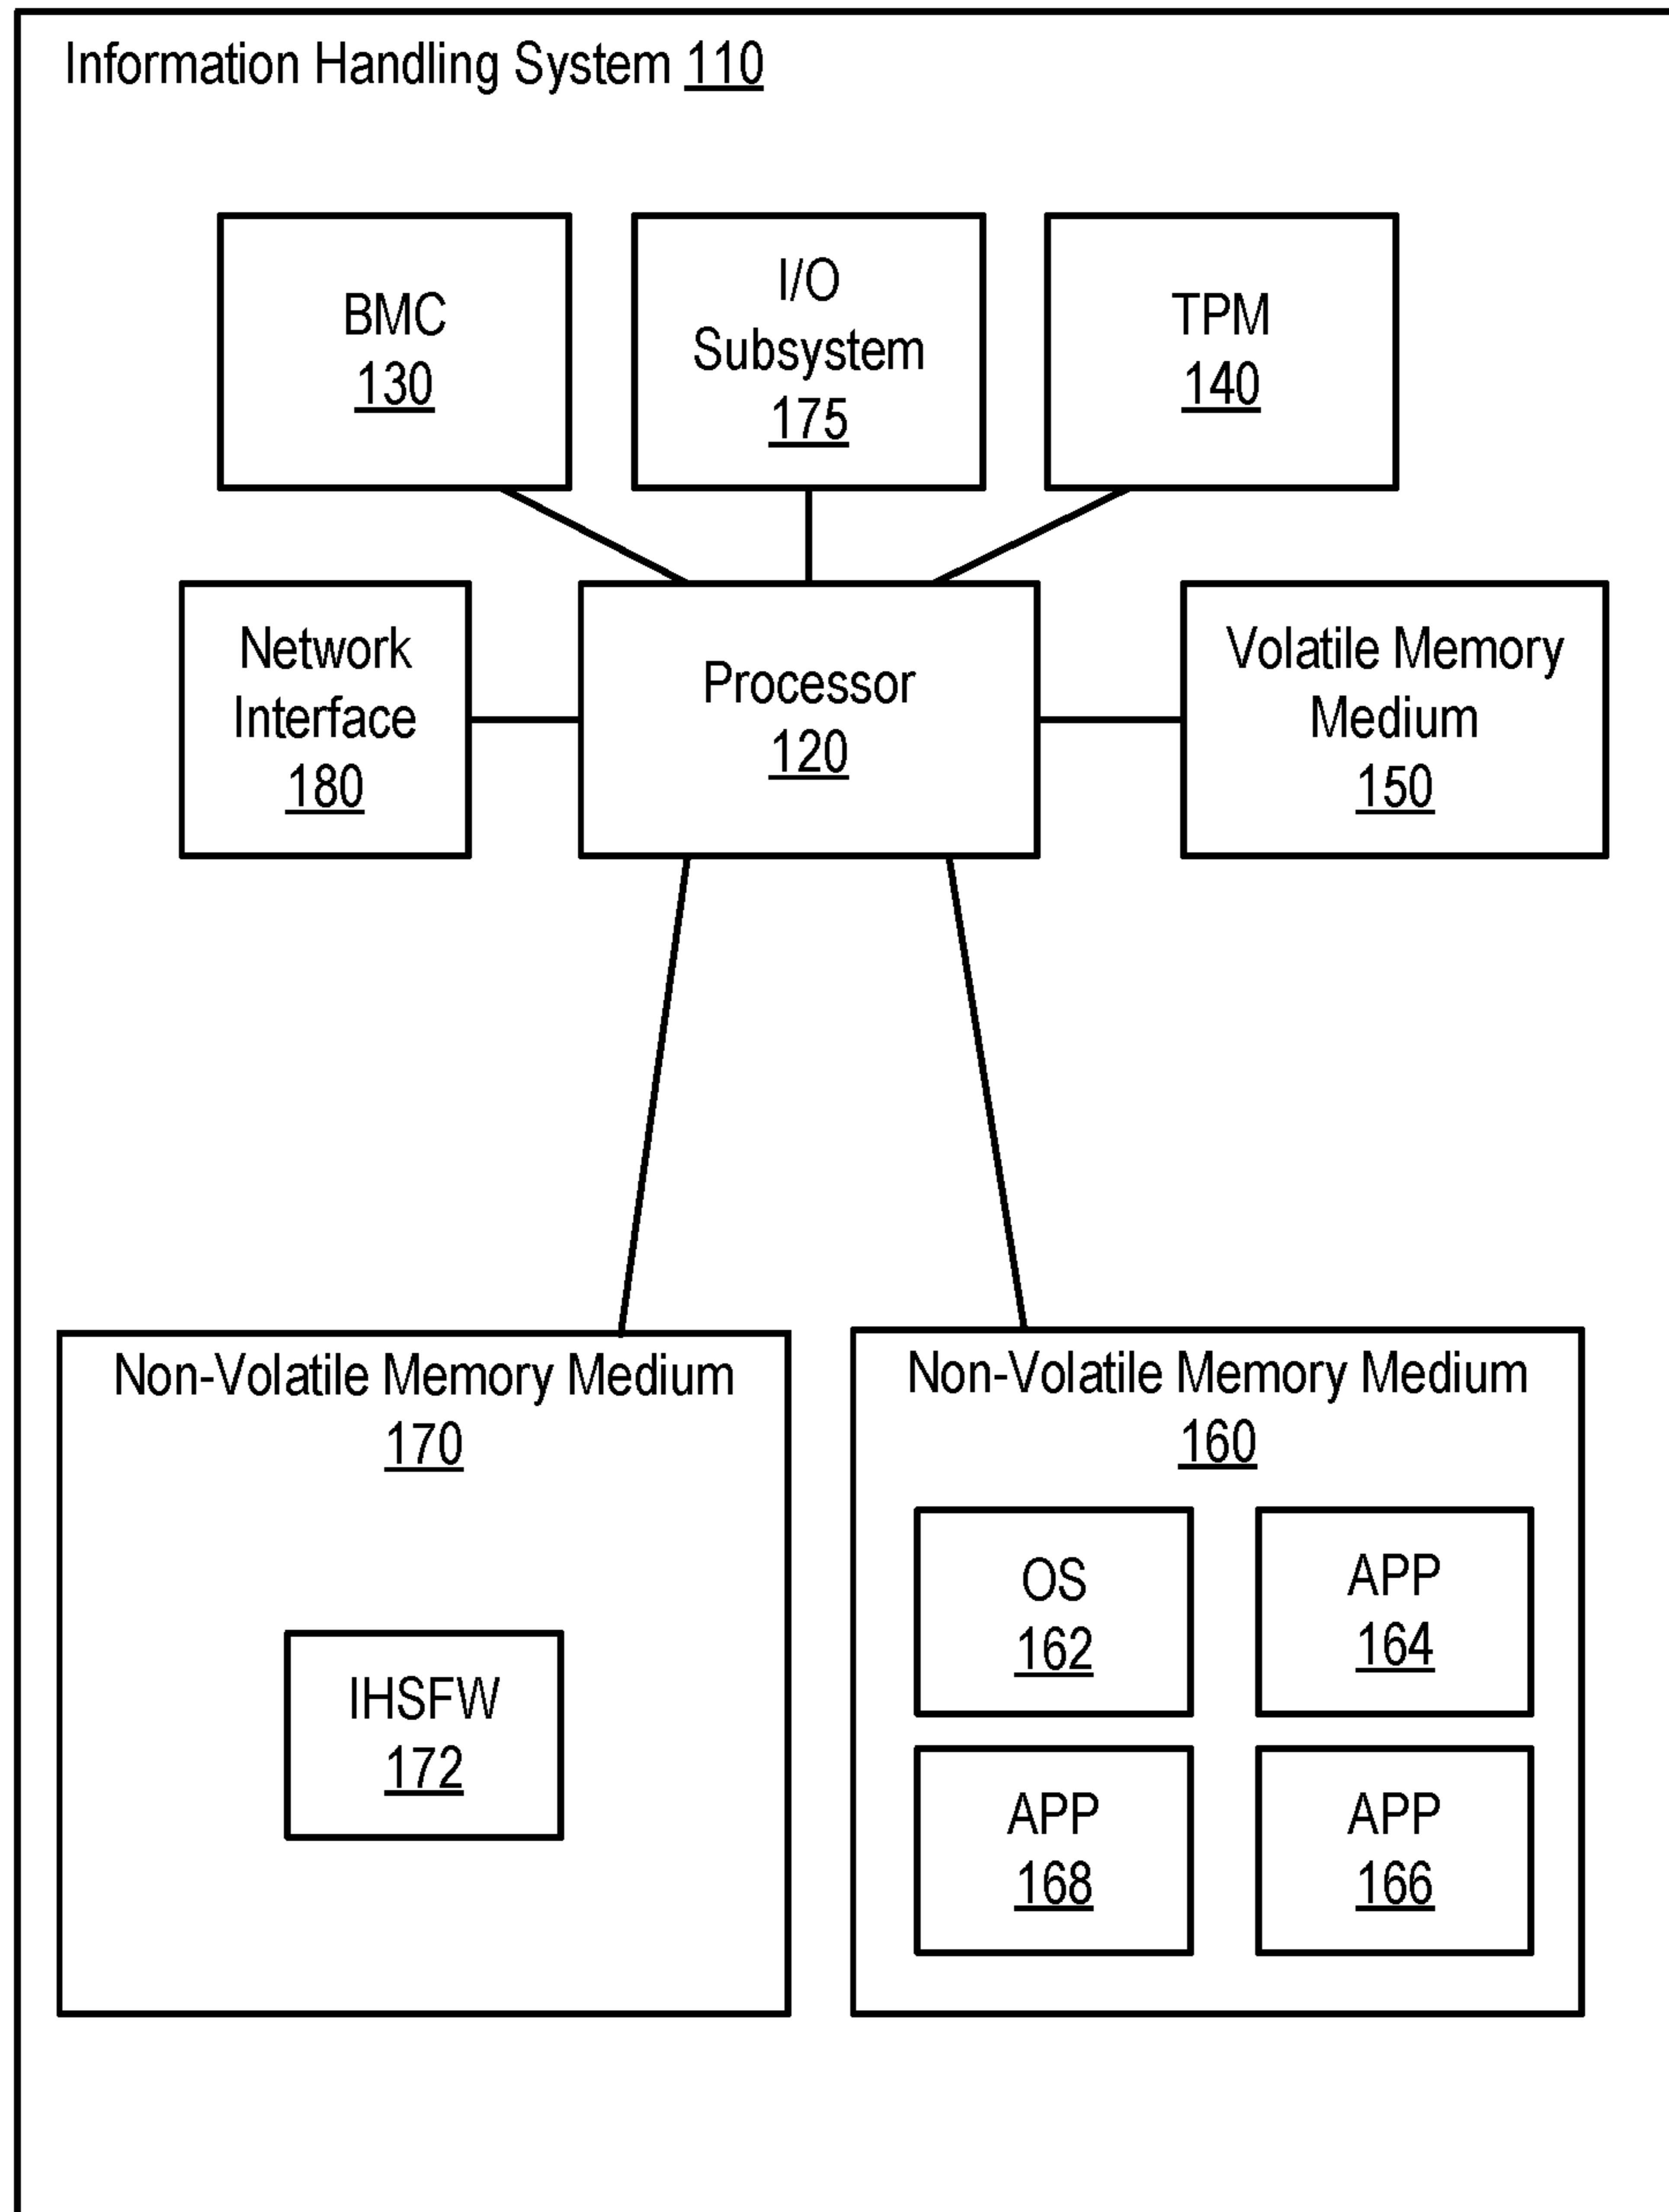 Information Handling System 110
BMC
130
I/O
Subsystem
175
TPM
140
Network
Interface
180
Processor
120
Volatile Memory
Medium
150
Non-Volatile Memory Medium
170
IHSFW
172
Non-Volatile Memory Medium
160
OS
162
APP
164
APP
168
APP
166